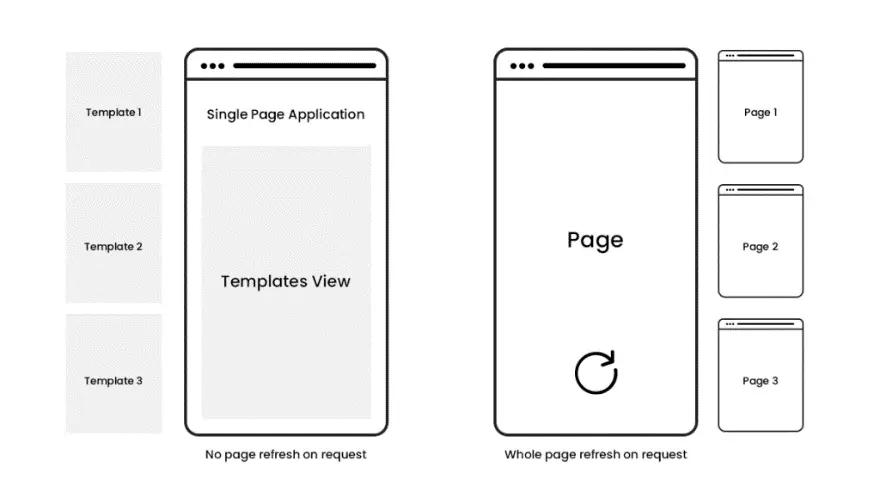 Template 1
Template 2
Template 3
Single Page Application
Templates View
No page refresh on request
Page
Whole page refresh on request
Page 1
Page 2
Page 3